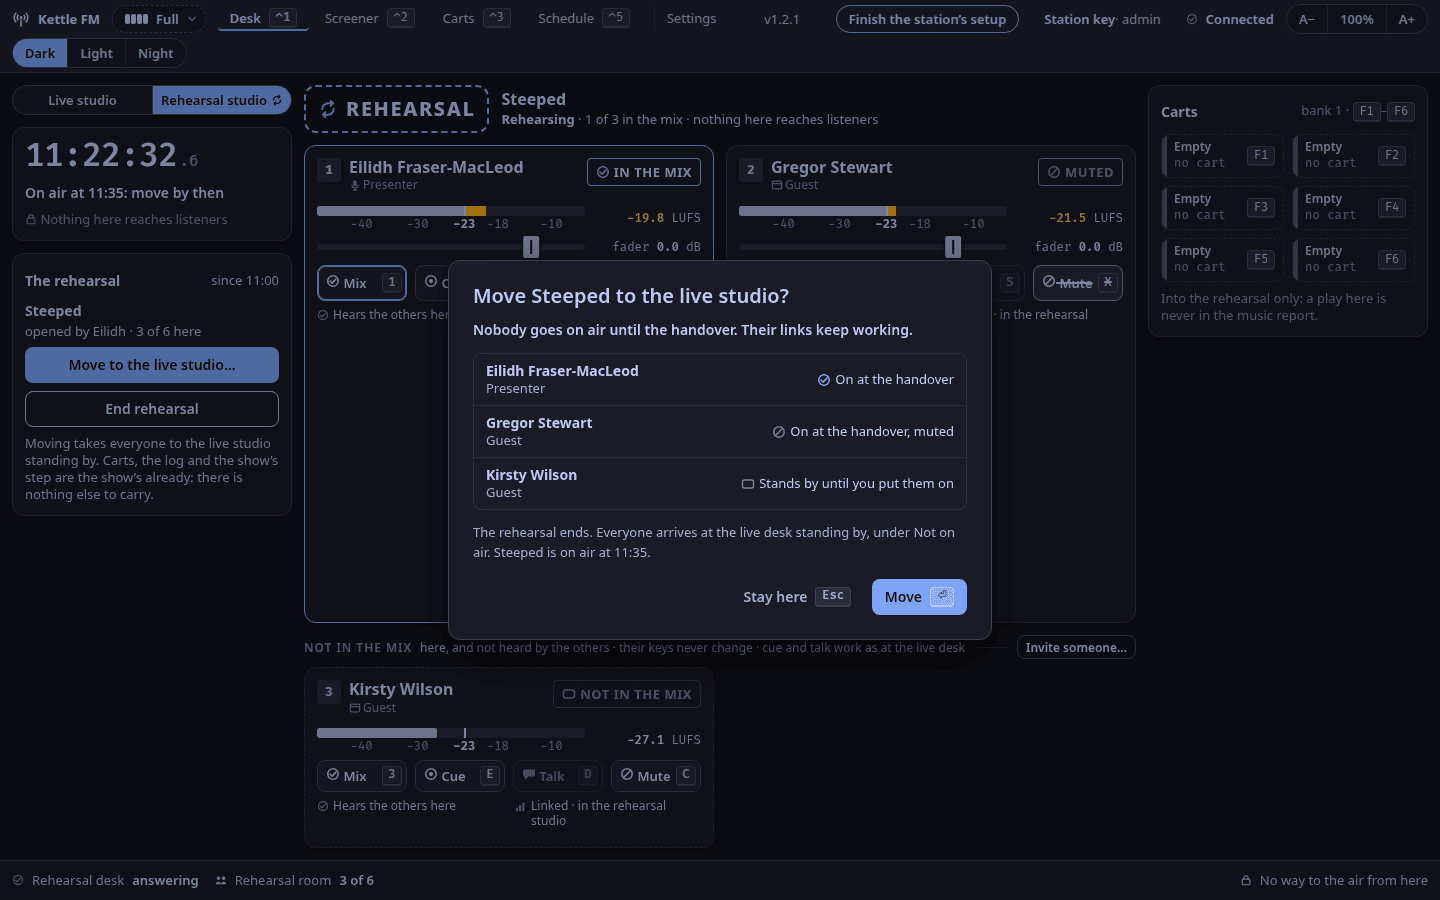 Kettle FM
Full
Desk ^1
Screener ^2
Carts ^3
Schedule ^5
Settings
v1.2.1
Finish the station's setup
Station key · admin
Connected
A− 100% A+
Dark Light Night
Live studio
Rehearsal studio
11:22:32.6
On air at 11:35: move by then
Nothing here reaches listeners
The rehearsal
since 11:00
Steeped
opened by Eilidh · 3 of 6 here
Move to the live studio…
End rehearsal
Moving takes everyone to the live studio
standing by. Carts, the log and the show's
step are the show's already: there is
nothing else to carry.
REHEARSAL
Steeped
Rehearsing · 1 of 3 in the mix · nothing here reaches listeners
1
Eilidh Fraser-MacLeod
Presenter
IN THE MIX
−40 −30 −23 −18 −10
−19.8 LUFS
fader 0.0 dB
Mix 1
Hears the others
2
Gregor Stewart
Guest
MUTED
−40 −30 −23 −18 −10
−21.5 LUFS
fader 0.0 dB
S
Mute X
· in the rehearsal
Move Steeped to the live studio?
Nobody goes on air until the handover. Their links keep working.
Eilidh Fraser-MacLeod
Presenter
On at the handover
Gregor Stewart
Guest
On at the handover, muted
Kirsty Wilson
Guest
Stands by until you put them on
The rehearsal ends. Everyone arrives at the live desk standing by, under Not on
air. Steeped is on air at 11:35.
Stay here Esc
Move ⏎
NOT IN THE MIX here, and not heard by the others · their keys never change · cue and talk work as at the live desk
Invite someone…
3
Kirsty Wilson
Guest
NOT IN THE MIX
−40 −30 −23 −18 −10
−27.1 LUFS
Mix 3
Cue E
Talk D
Mute C
Hears the others here
Linked · in the rehearsal
studio
Carts
bank 1 · F1–F6
Empty
no cart
F1
Empty
no cart
F2
Empty
no cart
F3
Empty
no cart
F4
Empty
no cart
F5
Empty
no cart
F6
Into the rehearsal only: a play here is
never in the music report.
Rehearsal desk answering
Rehearsal room 3 of 6
No way to the air from here